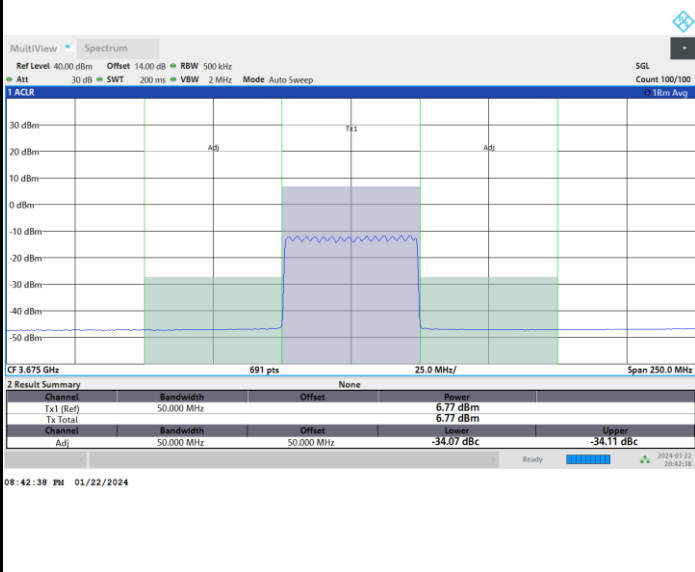 MultiView Spectrum
Ref Level 40.00 dBm Offset 14.00 dB RBW 500 kHz SGL
Att 30 dB SWT 200 ms VBW 2 MHz Mode Auto Sweep Count 100/100
1 ACLR 1Rm Avg
Tx1
30 dBm
Adj Adj
20 dBm
10 dBm
0 dBm
-10 dBm
-20 dBm
-30 dBm
-40 dBm
-50 dBm
CF 3.675 GHz 691 pts 25.0 MHz/ Span 250.0 MHz
2 Result Summary None
Channel Bandwidth Offset Power
Tx1 (Ref) 50.000 MHz 6.77 dBm
Tx Total 6.77 dBm
Channel Bandwidth Offset Lower Upper
Adj 50.000 MHz 50.000 MHz -34.07 dBc -34.11 dBc
Ready 2024-01-22
20:42:38
08:42:38 PM 01/22/2024